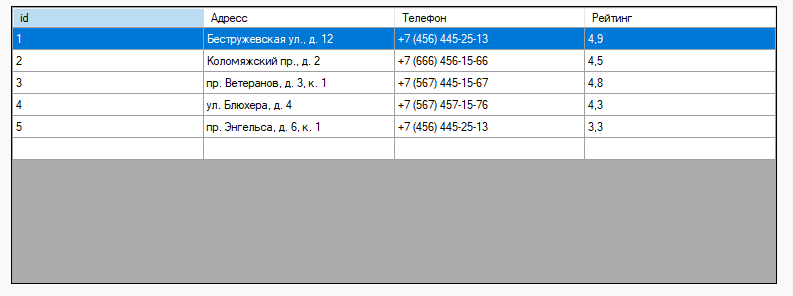 id Адресс Телефон Рейтинг
1 Бестружевская ул., д. 12 +7 (456) 445-25-13 4,9
2 Коломяжский пр., д. 2 +7 (666) 456-15-66 4,5
3 пр. Ветеранов, д. 3, к. 1 +7 (567) 445-15-67 4,8
4 ул. Блюхера, д. 4 +7 (567) 457-15-76 4,3
5 пр. Энгельса, д. 6, к. 1 +7 (456) 445-25-13 3,3